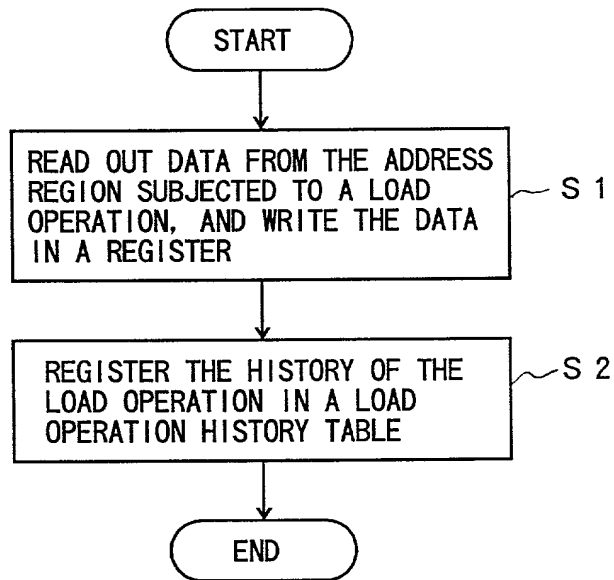 START
READ OUT DATA FROM THE ADDRESS
REGION SUBJECTED TO A LOAD
OPERATION, AND WRITE THE DATA
IN A REGISTER
S 1
REGISTER THE HISTORY OF THE
LOAD OPERATION IN A LOAD
OPERATION HISTORY TABLE
S 2
END